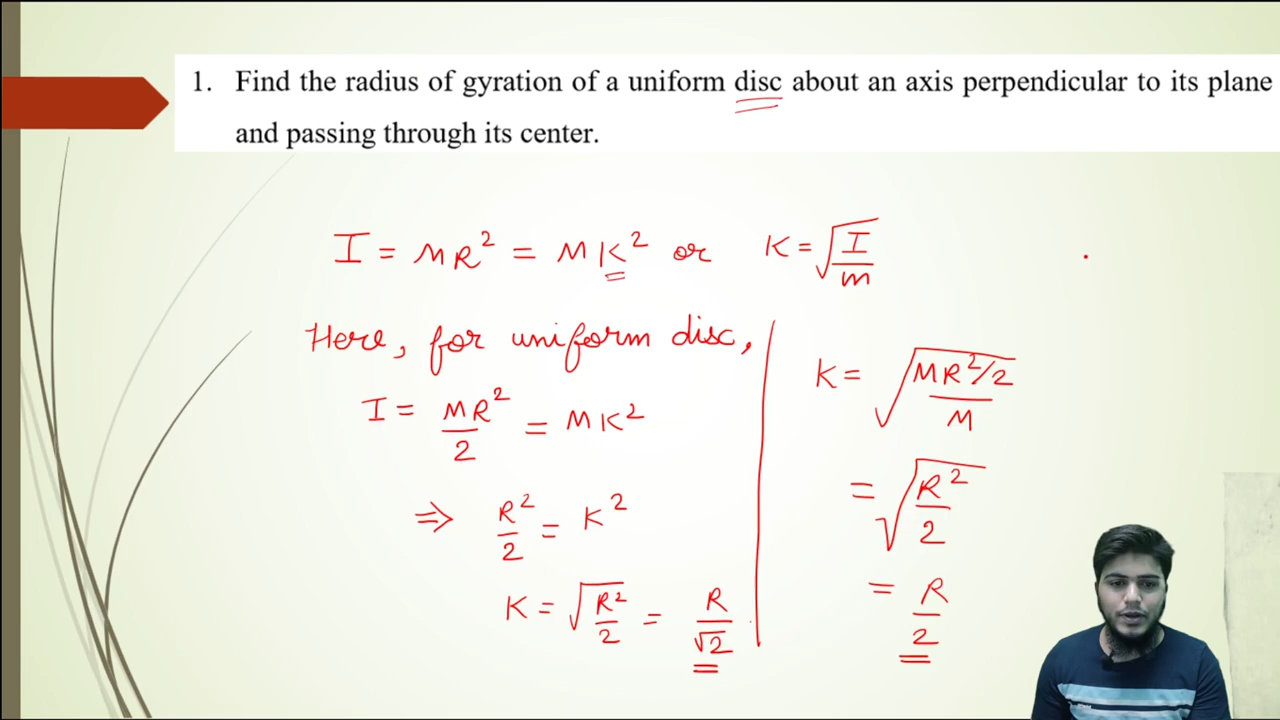 1. Find the radius of gyration of a uniform disc about an axis perpendicular to its plane
and passing through its center.
I = MR² = MK² or K = √(I/m)
Here, for uniform disc,
I = MR²/2 = MK²
⇒ R²/2 = K²
K = √(R²/2) = R/√2
K = √((MR²/2)/M)
= √(R²/2)
= R/2